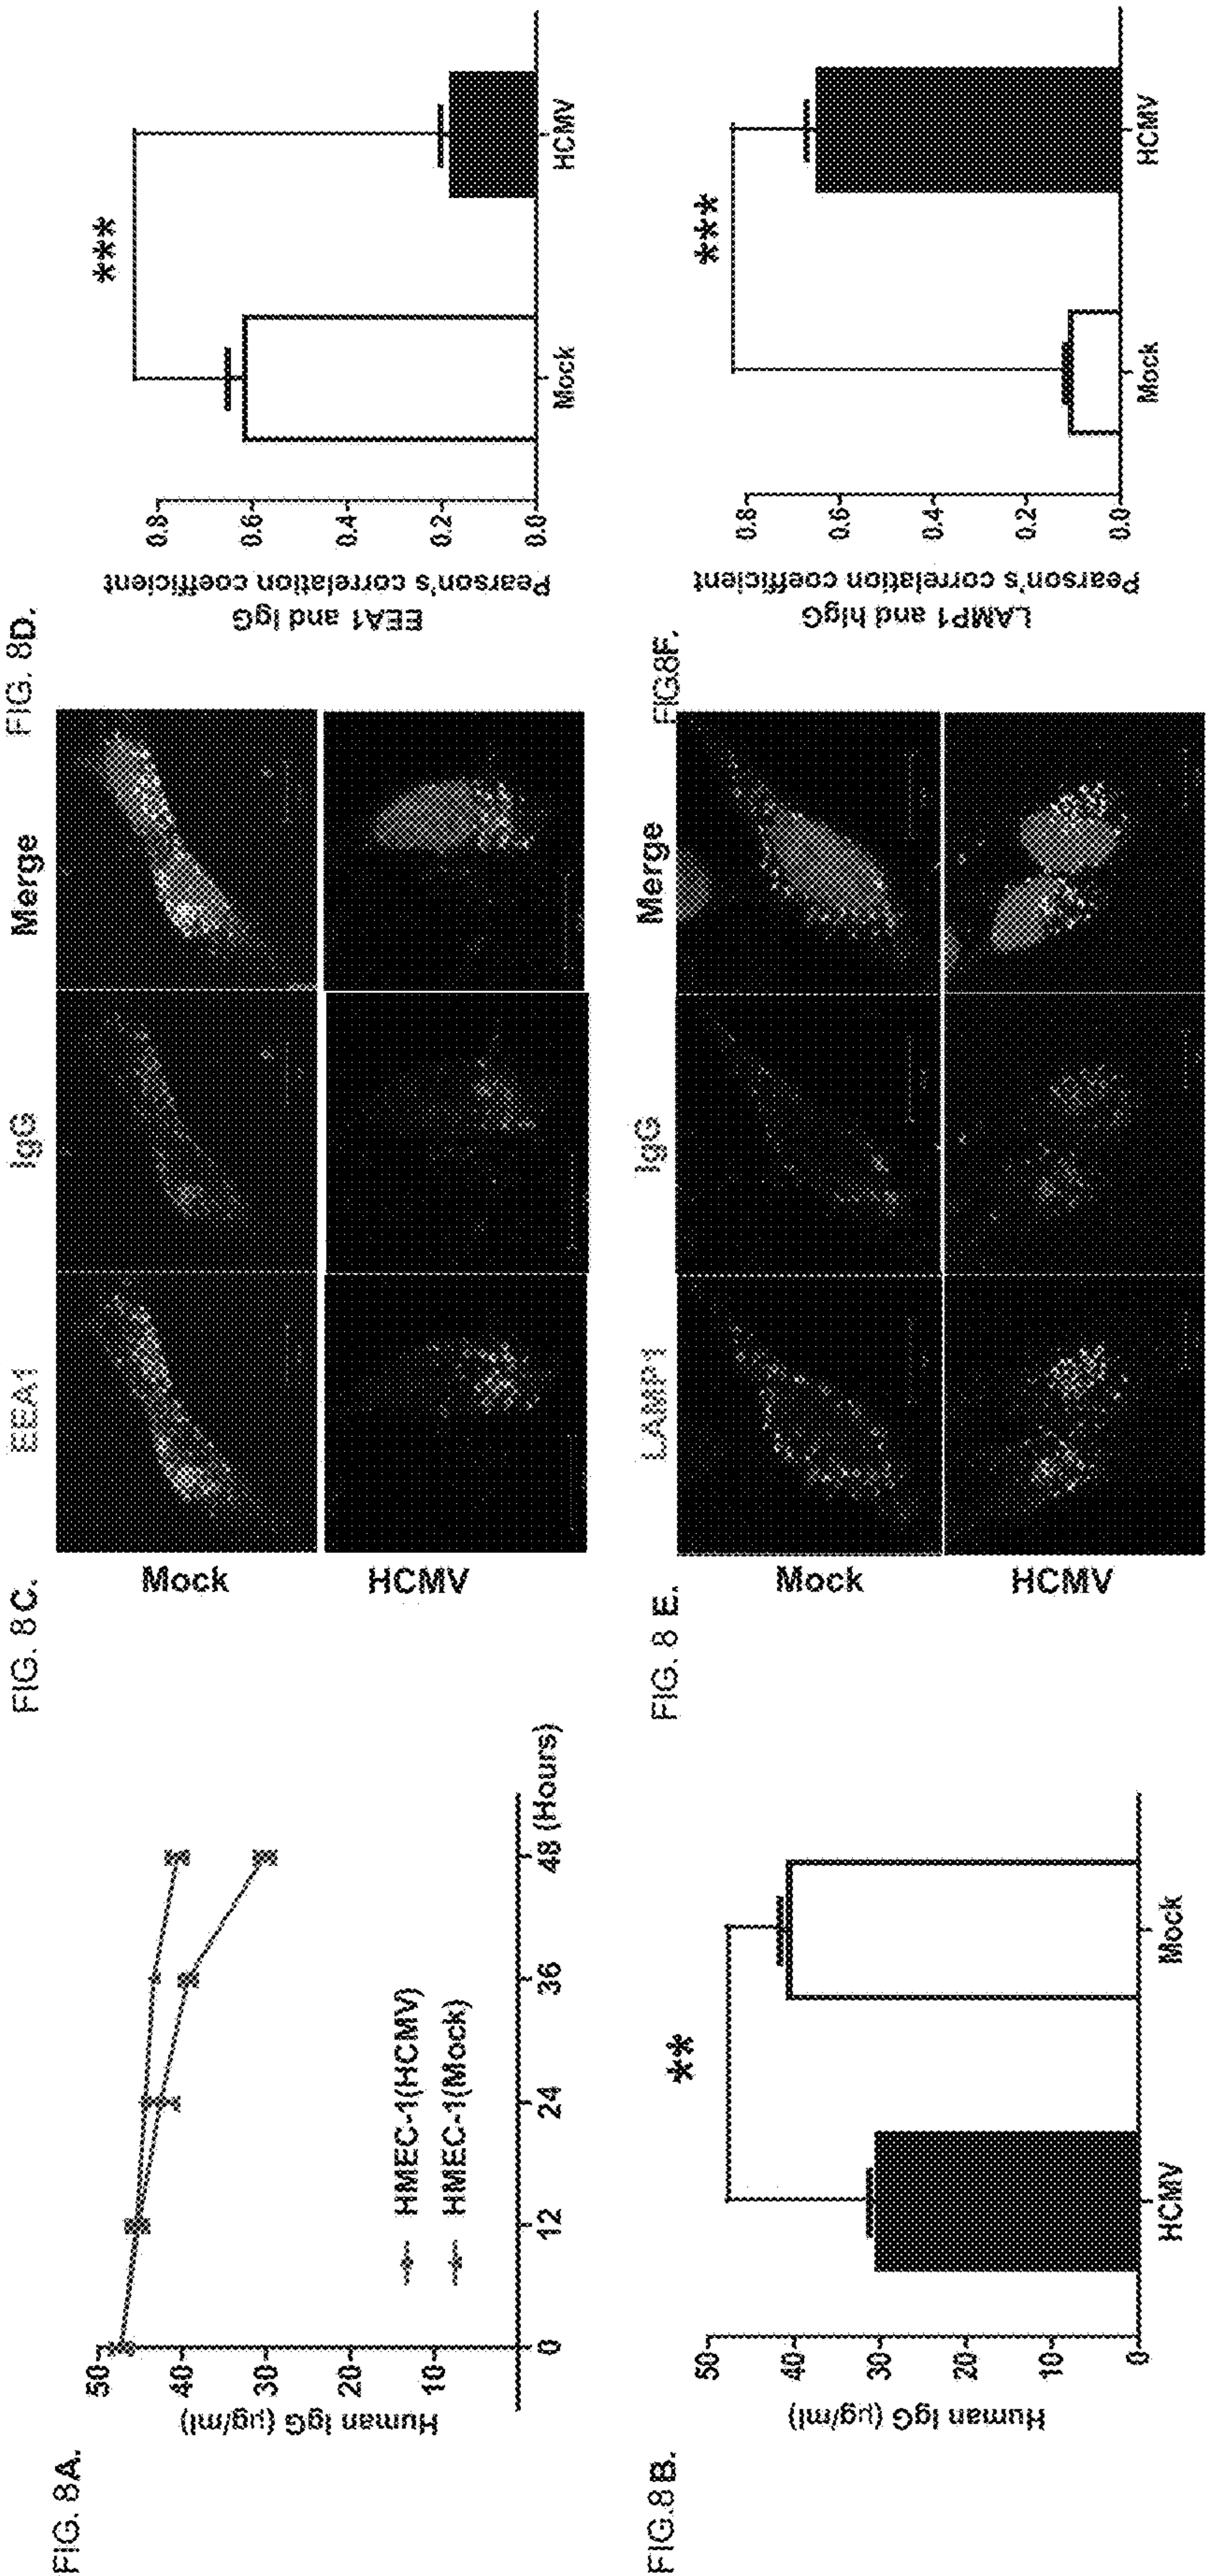 FIG. 8A.
Human IgG (µg/ml)
50
40
30
20
10
0
12
24
36
48 (Hours)
HMEC-1(HCMV)
HMEC-1(Mock)
FIG.8B.
Human IgG (µg/ml)
50
40
30
20
10
0
**
HCMV
Mock
FIG. 8C.
EEA1
IgG
Merge
Mock
HCMV
FIG. 8D.
Pearson's correlation coefficient
EEA1 and IgG
0.8
0.6
0.4
0.2
0.0
***
Mock
HCMV
FIG. 8 E.
LAMP1
IgG
Merge
Mock
HCMV
FIG8F.
Pearson's correlation coefficient
LAMP1 and hIgG
0.8
0.6
0.4
0.2
0.0
***
Mock
HCMV